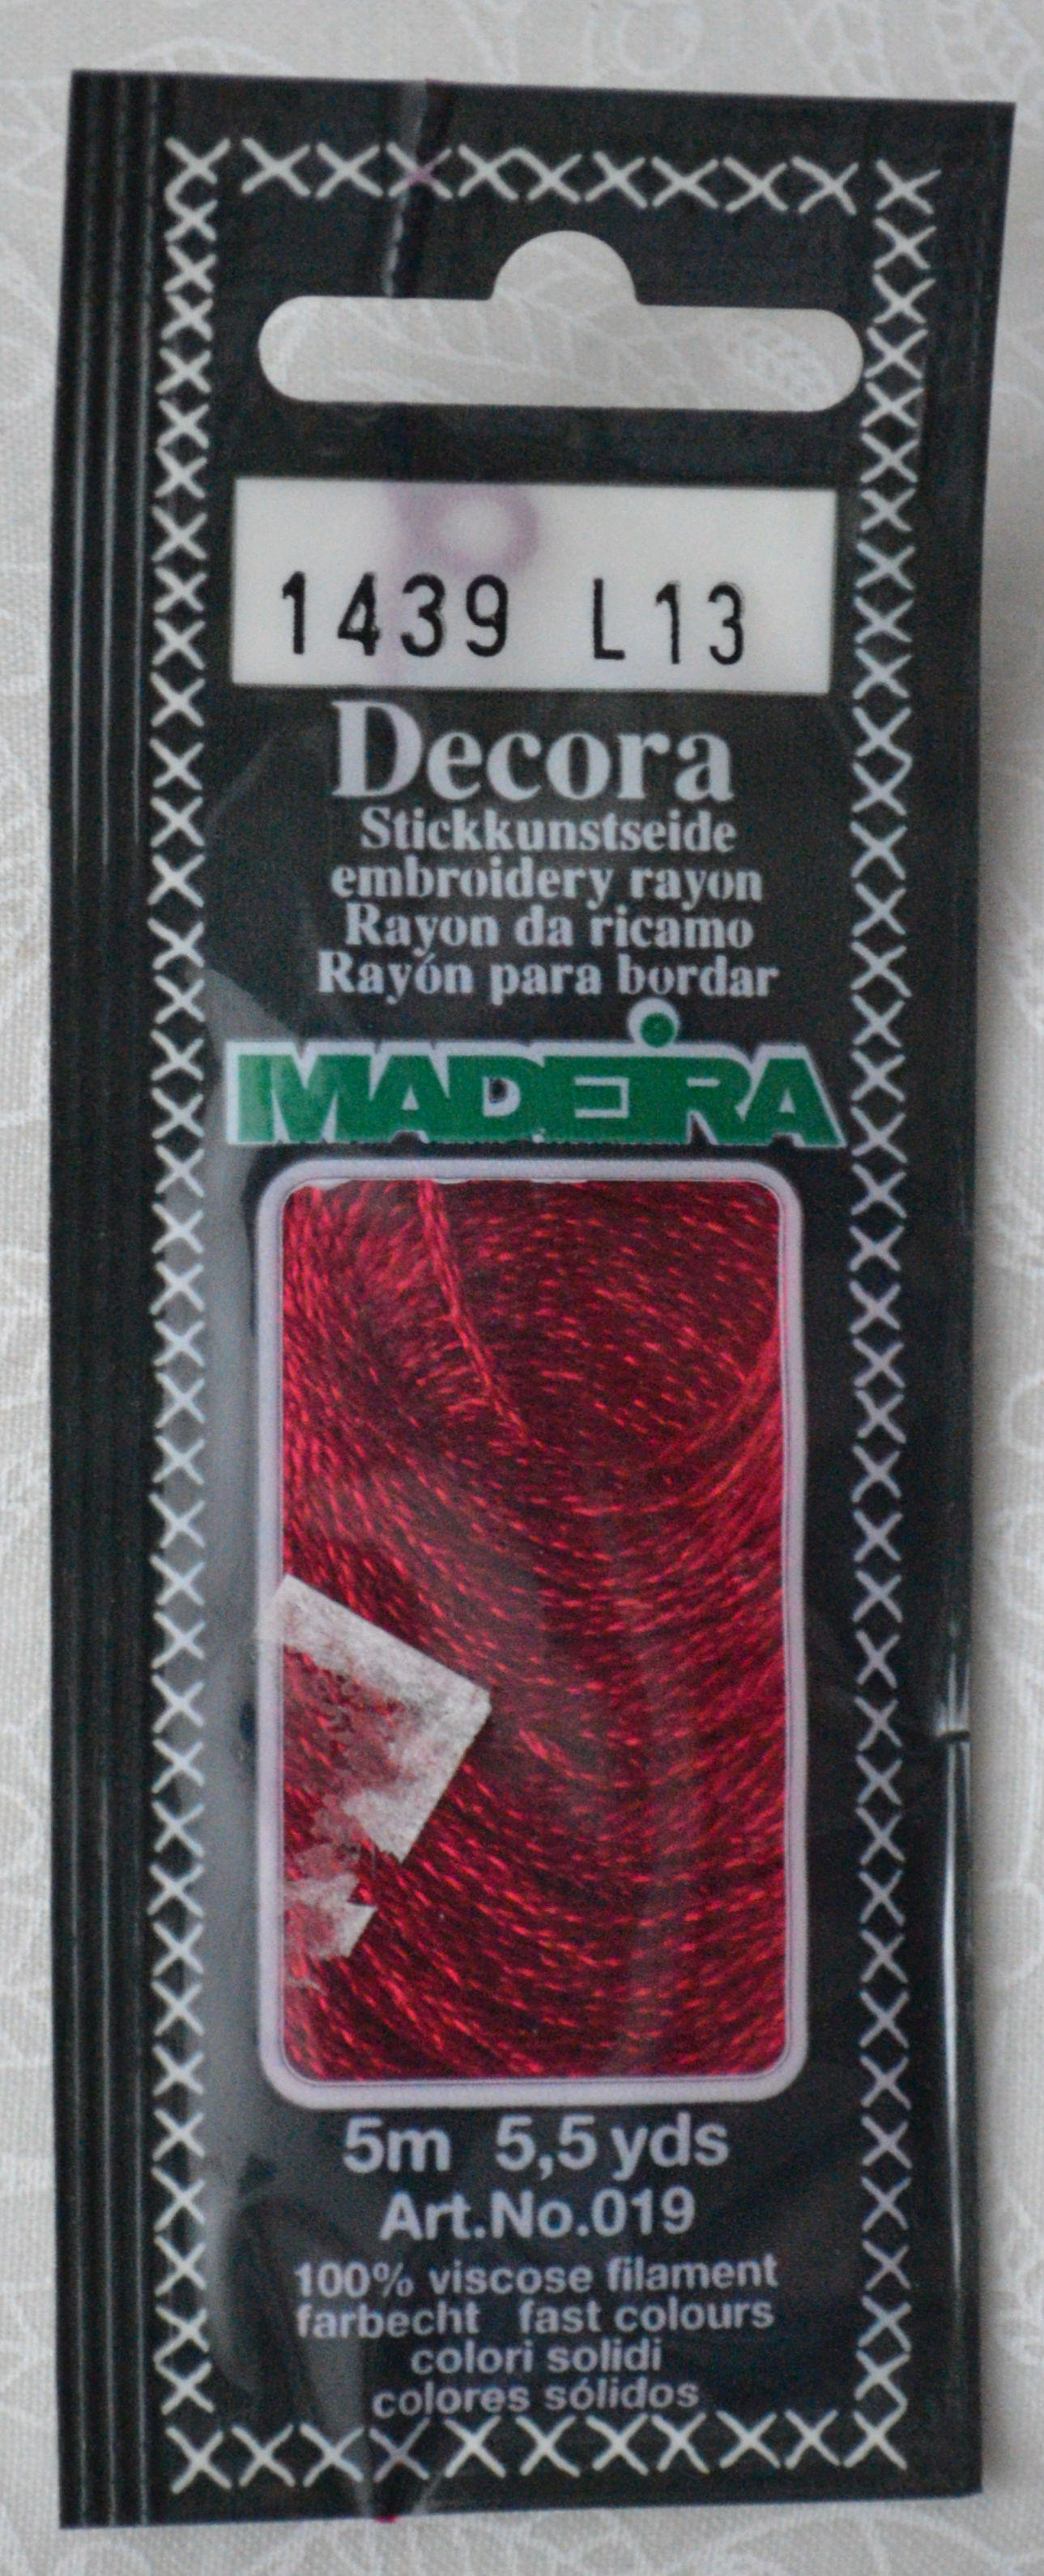 1439 L13
Decora
Stickkunstseide
embroidery rayon
Rayon da ricamo
Rayón para bordar
MADEIRA
5m 5,5 yds
Art.No.019
100% viscose filament
farbecht fast colours
colori solidi
colores sólidos